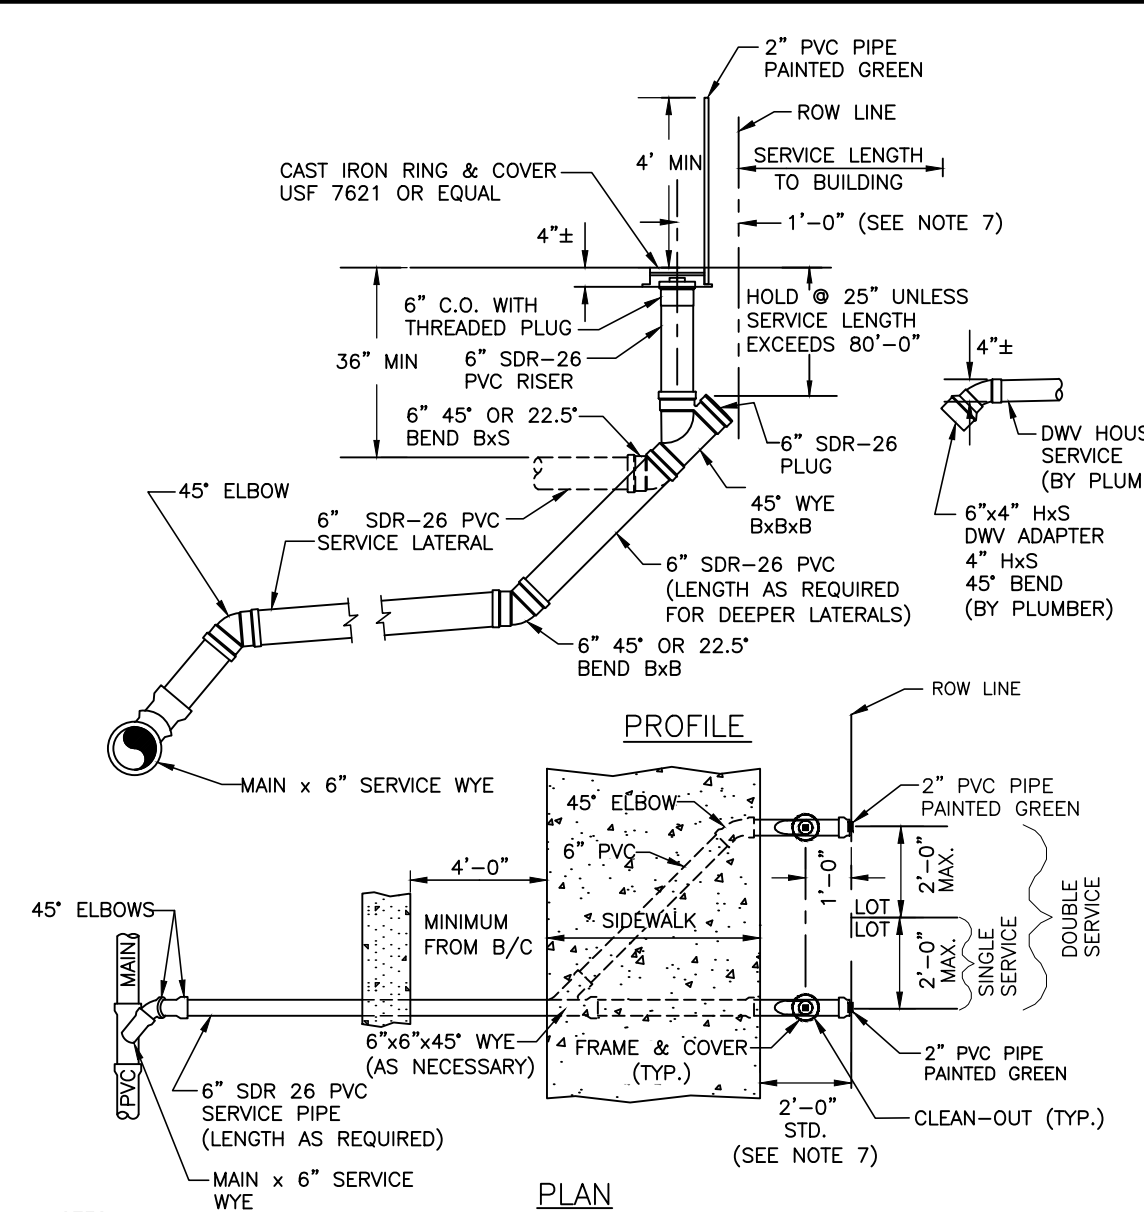 2" PVC PIPE
PAINTED GREEN
ROW LINE
4' MIN
SERVICE LENGTH
TO BUILDING
CAST IRON RING & COVER
USF 7621 OR EQUAL
1'-0" (SEE NOTE 7)
4"±
6" C.O. WITH
THREADED PLUG
HOLD @ 25" UNLESS
SERVICE LENGTH
EXCEEDS 80'-0"
36" MIN
6" SDR-26
PVC RISER
4"±
6" 45° OR 22.5°
BEND BxS
6" SDR-26
PLUG
DWV HOUS
SERVICE
(BY PLUM
45° ELBOW
6" SDR-26 PVC
SERVICE LATERAL
45° WYE
BxBxB
6"x4" HxS
DWV ADAPTER
4" HxS
45° BEND
(BY PLUMBER)
6" SDR-26 PVC
(LENGTH AS REQUIRED
FOR DEEPER LATERALS)
6" 45° OR 22.5°
BEND BxB
ROW LINE
PROFILE
MAIN x 6" SERVICE WYE
45° ELBOW
2" PVC PIPE
PAINTED GREEN
6" PVC
4'-0"
1'-0"
2'-0"
MAX.
45° ELBOWS
MINIMUM
FROM B/C
SIDEWALK
LOT
LOT
2'-0"
MAX.
SINGLE
SERVICE
DOUBLE
SERVICE
MAIN
6"x6"x45° WYE
(AS NECESSARY)
FRAME & COVER
(TYP.)
2" PVC PIPE
PAINTED GREEN
PVC
6" SDR 26 PVC
SERVICE PIPE
(LENGTH AS REQUIRED)
2'-0"
STD.
(SEE NOTE 7)
CLEAN-OUT (TYP.)
MAIN x 6" SERVICE
WYE
PLAN